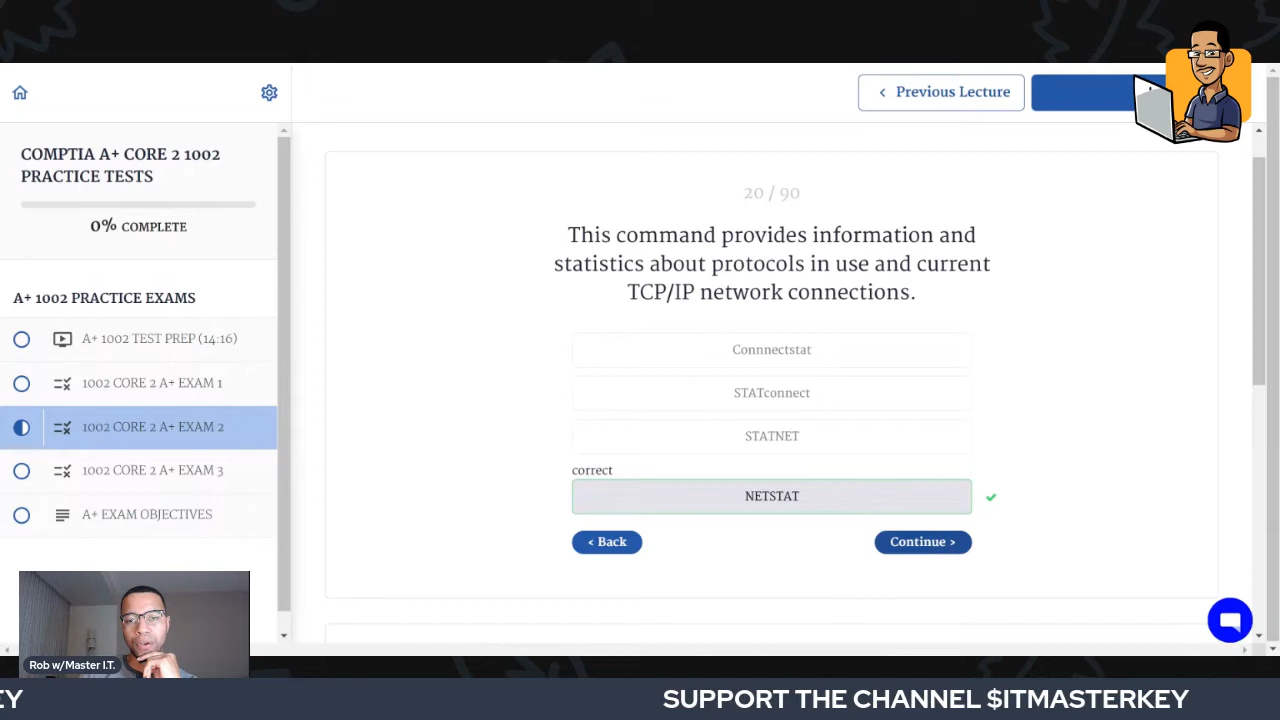 Previous Lecture
COMPTIA A+ CORE 2 1002
PRACTICE TESTS
0% COMPLETE
A+ 1002 PRACTICE EXAMS
A+ 1002 TEST PREP (14:16)
1002 CORE 2 A+ EXAM 1
1002 CORE 2 A+ EXAM 2
1002 CORE 2 A+ EXAM 3
A+ EXAM OBJECTIVES
20 / 90
This command provides information and
statistics about protocols in use and current
TCP/IP network connections.
Connnectstat
STATconnect
STATNET
correct
NETSTAT
< Back
Continue >
Rob w/Master I.T.
EY
SUPPORT THE CHANNEL $ITMASTERKEY